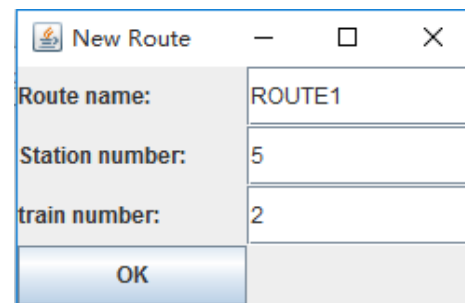 New Route
Route name: ROUTE1
Station number: 5
train number: 2
OK